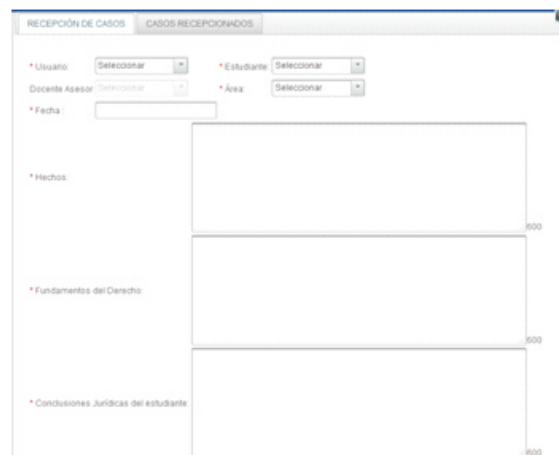 RECEPCIÓN DE CASOS CASOS RECEPCIONADOS
* Usuario: Seleccionar * Estudiante: Seleccionar
Docente Asesor Seleccionar * Área: Seleccionar
* Fecha :
* Hechos:
600
* Fundamentos del Derecho:
600
* Conclusiones Jurídicas del estudiante:
600